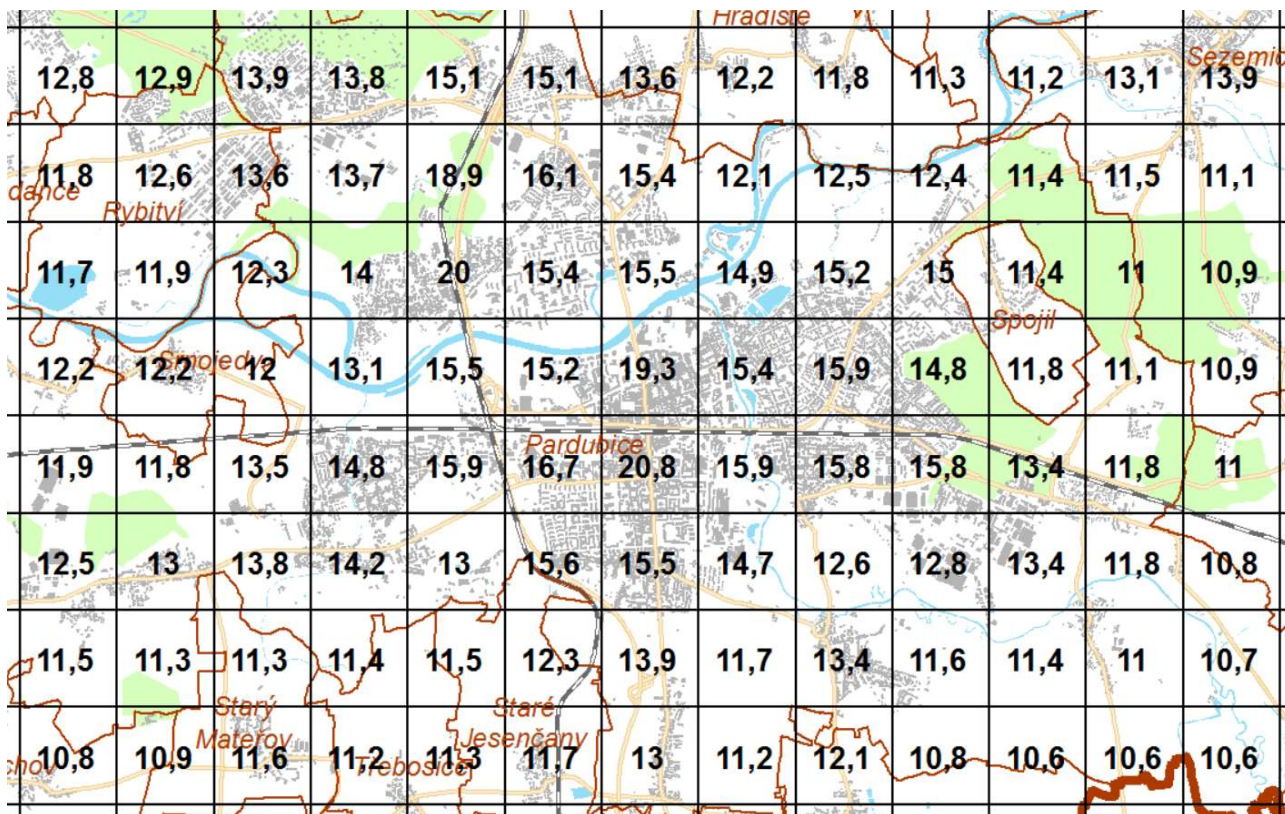 Hradiště
Sezemic
12,8 12,9 13,9 13,8 15,1 15,1 13,6 12,2 11,8 11,3 11,2 13,1 13,9
11,8 12,6 13,6 13,7 18,9 16,1 15,4 12,1 12,5 12,4 11,4 11,5 11,1
dance
Rybitví
11,7 11,9 12,3 14 20 15,4 15,5 14,9 15,2 15 11,4 11 10,9
Spojil
Srnojedy
12,2 12,2 12 13,1 15,5 15,2 19,3 15,4 15,9 14,8 11,8 11,1 10,9
Pardubice
11,9 11,8 13,5 14,8 15,9 16,7 20,8 15,9 15,8 15,8 13,4 11,8 11
12,5 13 13,8 14,2 13 15,6 15,5 14,7 12,6 12,8 13,4 11,8 10,8
11,5 11,3 11,3 11,4 11,5 12,3 13,9 11,7 13,4 11,6 11,4 11 10,7
Starý
Mateřov
Staré
Jesenčany
10,8 10,9 11,6 11,2 11,3 11,7 13 11,2 12,1 10,8 10,6 10,6 10,6
chov
Třebosice